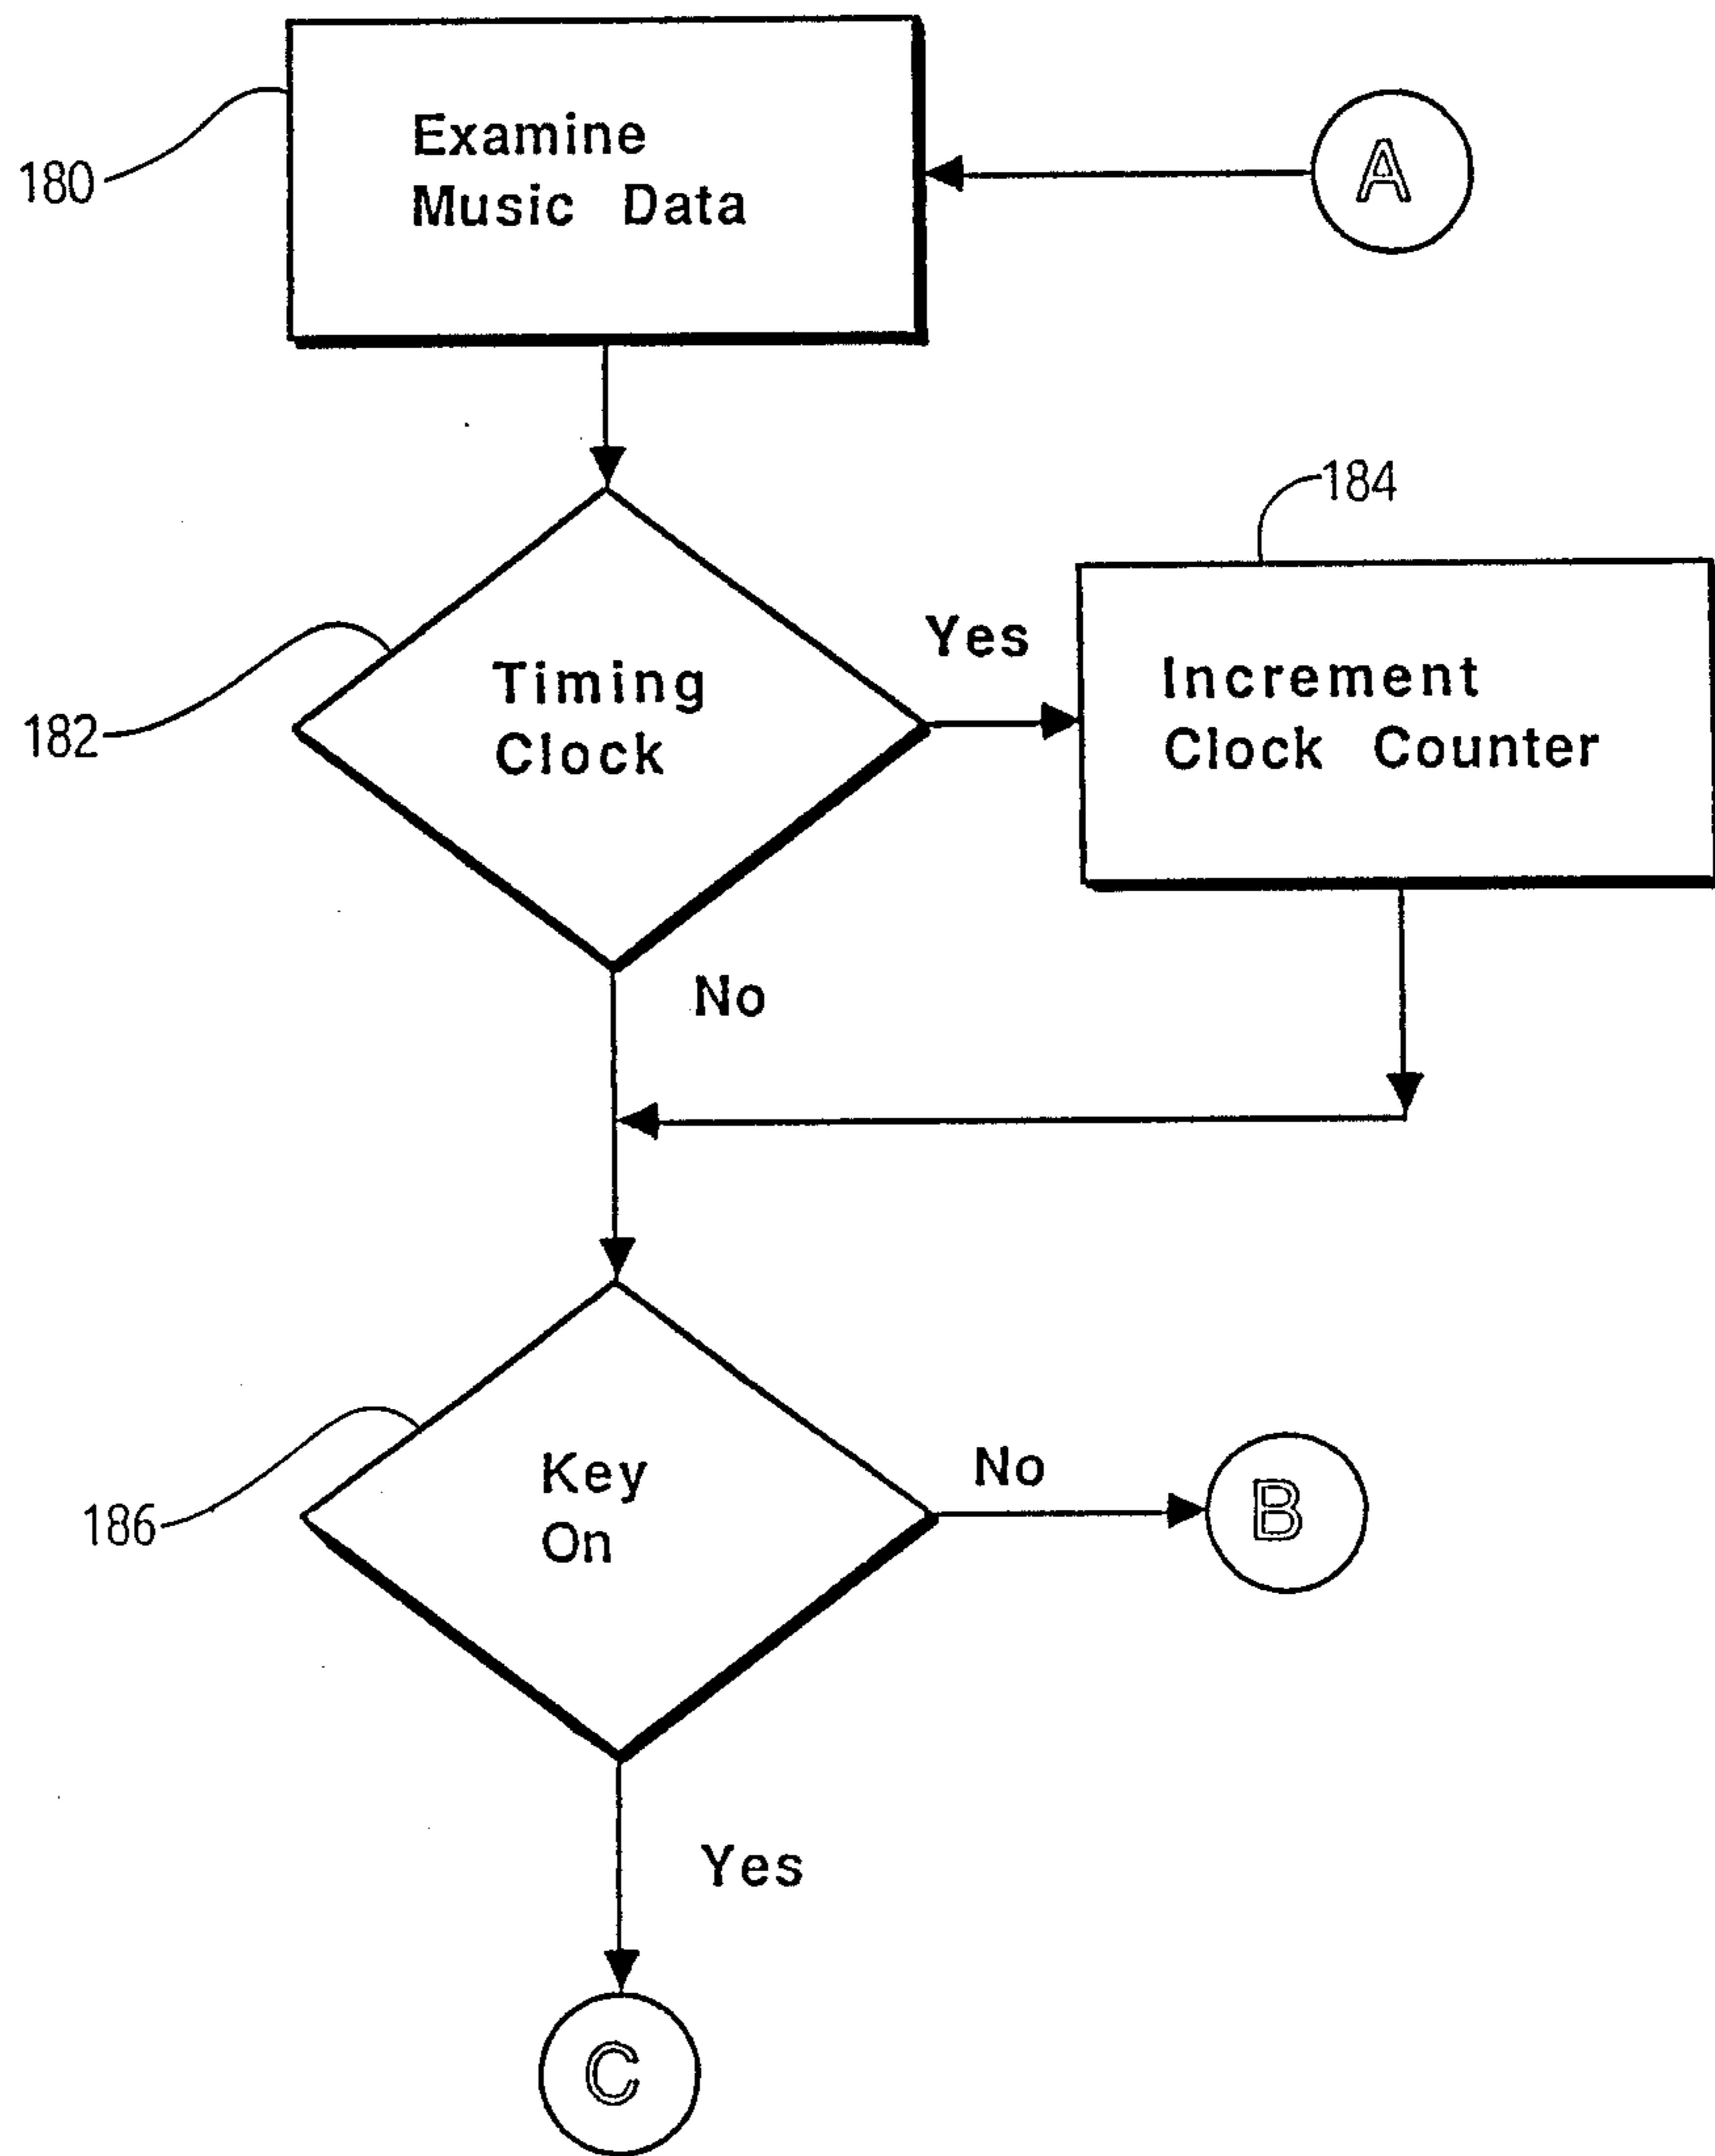 Examine
Music Data
A
180
184
Yes
Timing
Clock
Increment
Clock Counter
182
No
Key
On
No
B
186
Yes
C